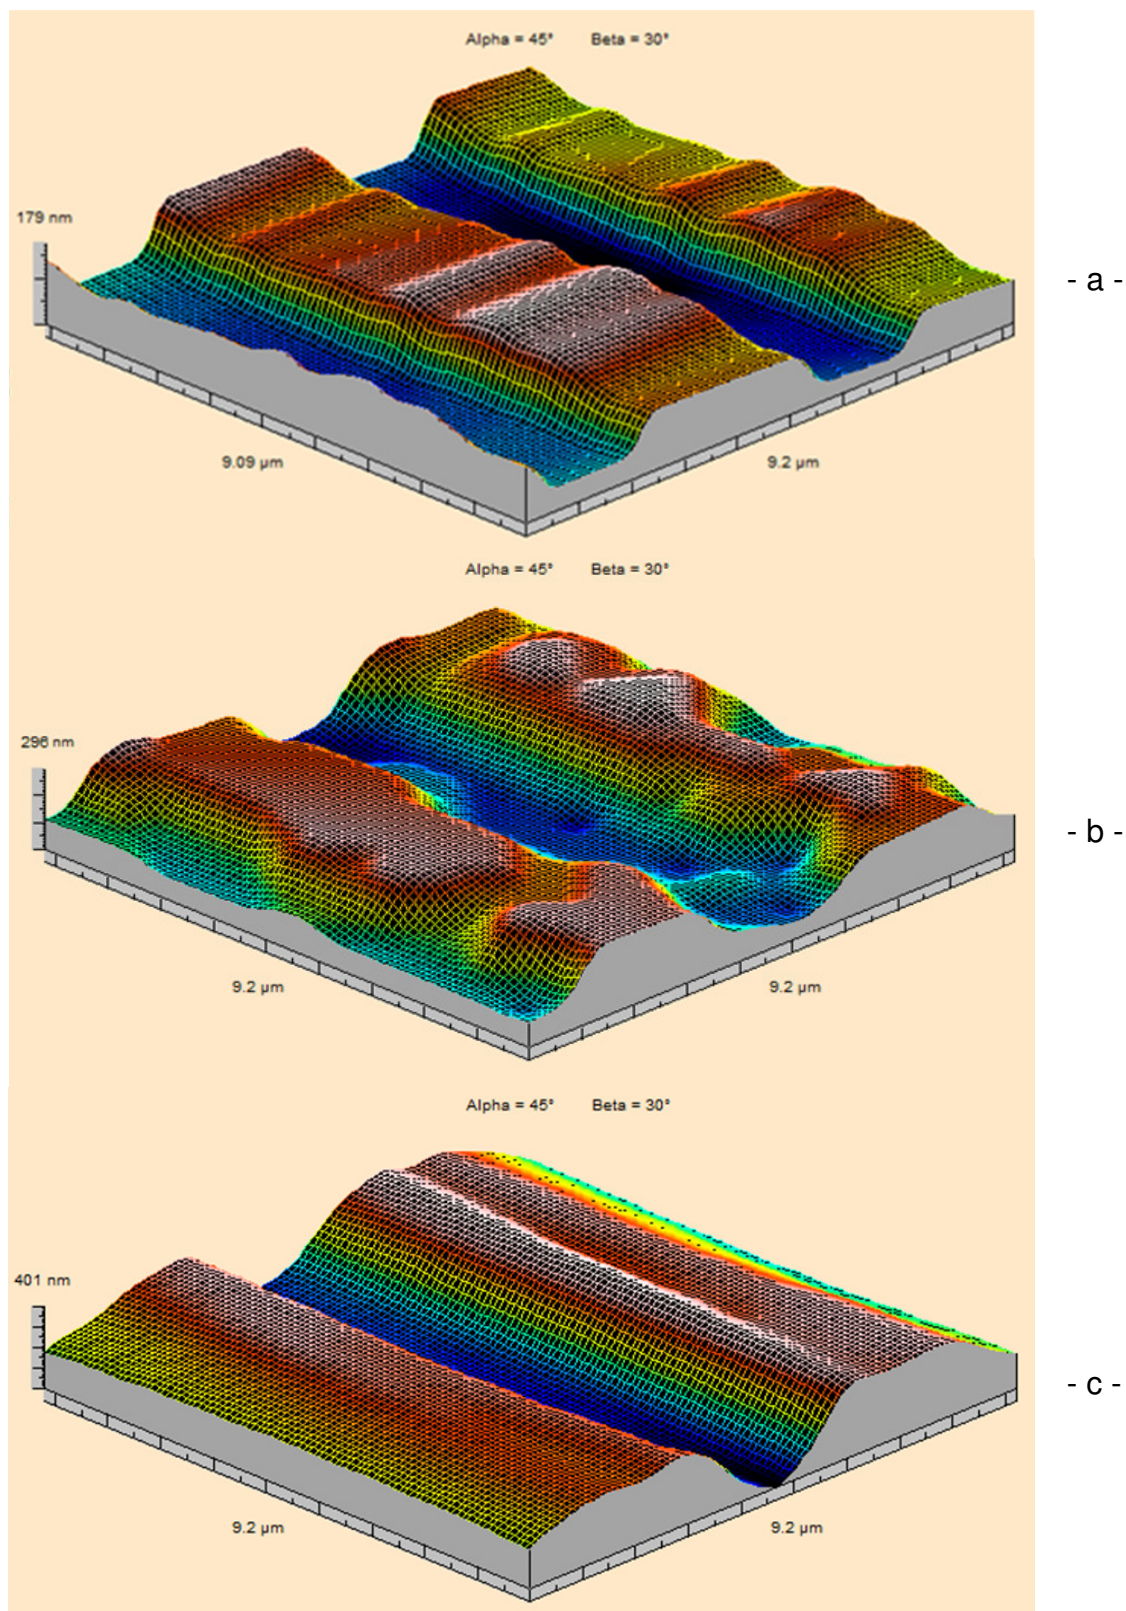 Alpha = 45° Beta = 30°
179 nm
- a -
9.09 µm 9.2 µm
Alpha = 45° Beta = 30°
296 nm
- b -
9.2 µm 9.2 µm
Alpha = 45° Beta = 30°
401 nm
- c -
9.2 µm 9.2 µm